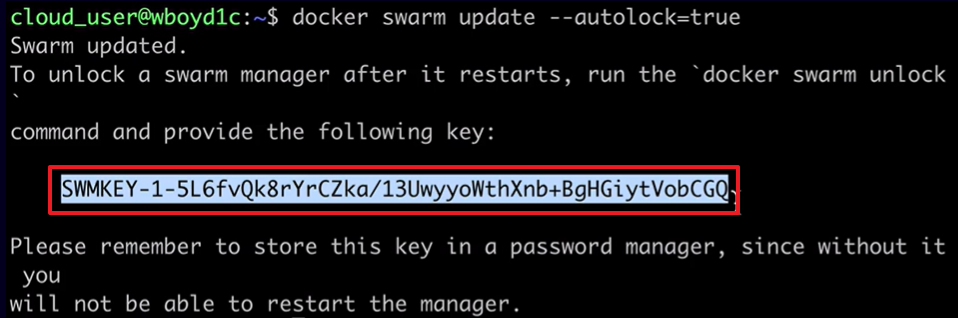 cloud_user@wboyd1c:~$ docker swarm update --autolock=true
Swarm updated.
To unlock a swarm manager after it restarts, run the `docker swarm unlock
`
command and provide the following key:
SWMKEY-1-5L6fvQk8rYrCZka/13UwyyoWthXnb+BgHGiytVobCGQ
Please remember to store this key in a password manager, since without it
you
will not be able to restart the manager.